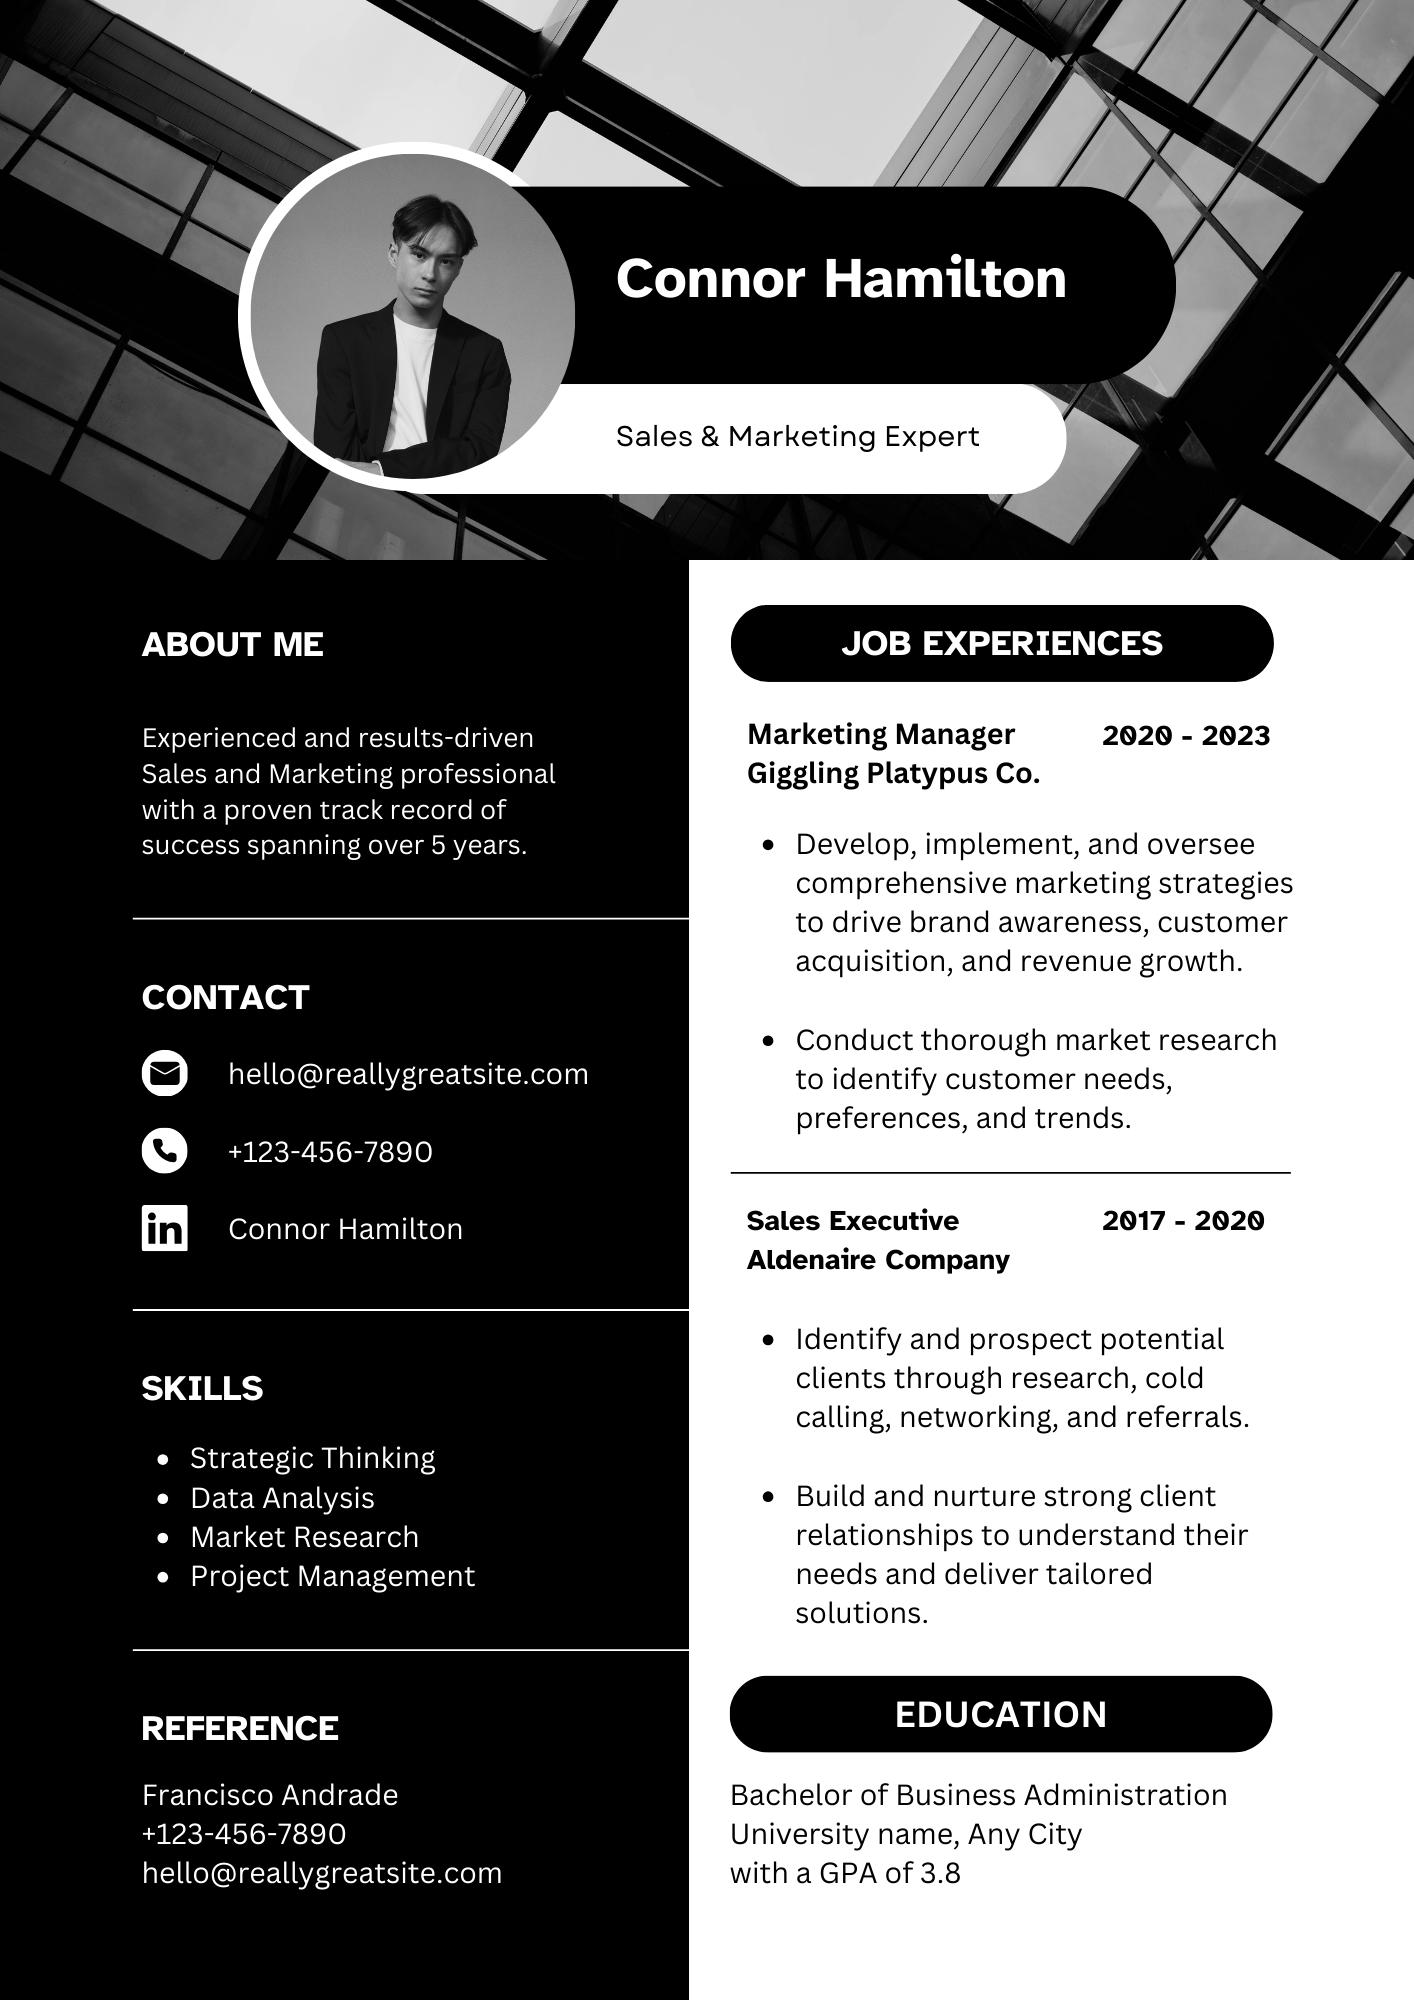 Connor Hamilton
Sales & Marketing Expert
ABOUT ME
Experienced and results-driven
Sales and Marketing professional
with a proven track record of
success spanning over 5 years.
CONTACT
hello@reallygreatsite.com
+123-456-7890
in
Connor Hamilton
SKILLS
• Strategic Thinking
• Data Analysis
• Market Research
• Project Management
REFERENCE
Francisco Andrade
+123-456-7890
hello@reallygreatsite.com
JOB EXPERIENCES
Marketing Manager 2020 - 2023
Giggling Platypus Co.
• Develop, implement, and oversee
comprehensive marketing strategies
to drive brand awareness, customer
acquisition, and revenue growth.
• Conduct thorough market research
to identify customer needs,
preferences, and trends.
Sales Executive 2017 - 2020
Aldenaire Company
• Identify and prospect potential
clients through research, cold
calling, networking, and referrals.
• Build and nurture strong client
relationships to understand their
needs and deliver tailored
solutions.
EDUCATION
Bachelor of Business Administration
University name, Any City
with a GPA of 3.8